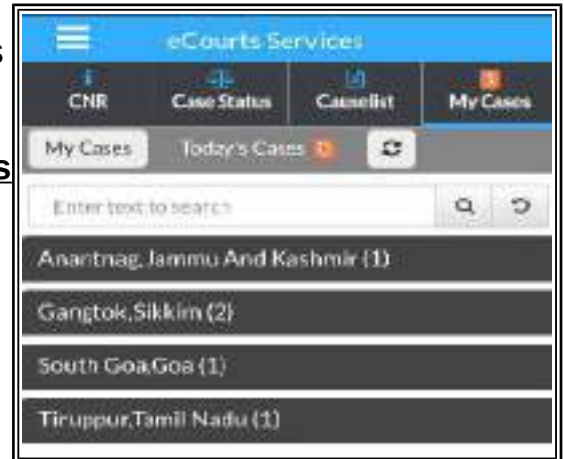 eCourts Services
CNR Case Status Causelist My Cases
My Cases Today's Cases
s
Enter text to search
Anantnag,Jammu And Kashmir (1)
Gangtok,Sikkim (2)
South Goa,Goa (1)
Tiruppur,Tamil Nadu (1)